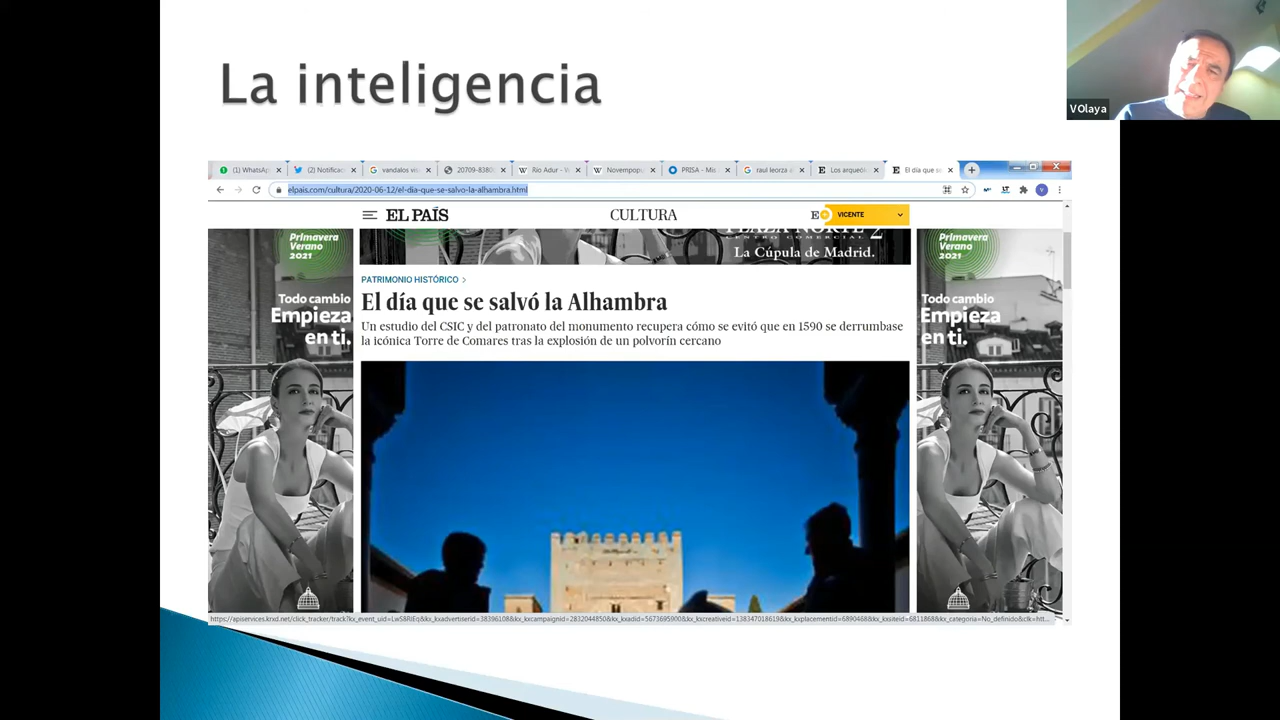 La inteligencia
VOlaya
(1) WhatsAp
(2) Notificac
vandalos vis
20709-8380
Rio Adur - W
Novempop
PRISA - Mis
raul leorza a
Los arqueól
El día que se
elpais.com/cultura/2020-06-12/el-dia-que-se-salvo-la-alhambra.html
EL PAÍS
CULTURA
E+
VICENTE
Primavera
Verano
2021
Todo cambio
Empieza
en ti.
PLAZA NORTE 2
CENTRO COMERCIAL
La Cúpula de Madrid.
PATRIMONIO HISTÓRICO >
El día que se salvó la Alhambra
Un estudio del CSIC y del patronato del monumento recupera cómo se evitó que en 1590 se derrumbase
la icónica Torre de Comares tras la explosión de un polvorín cercano
Primavera
Verano
2021
Todo cambio
Empieza
en ti.